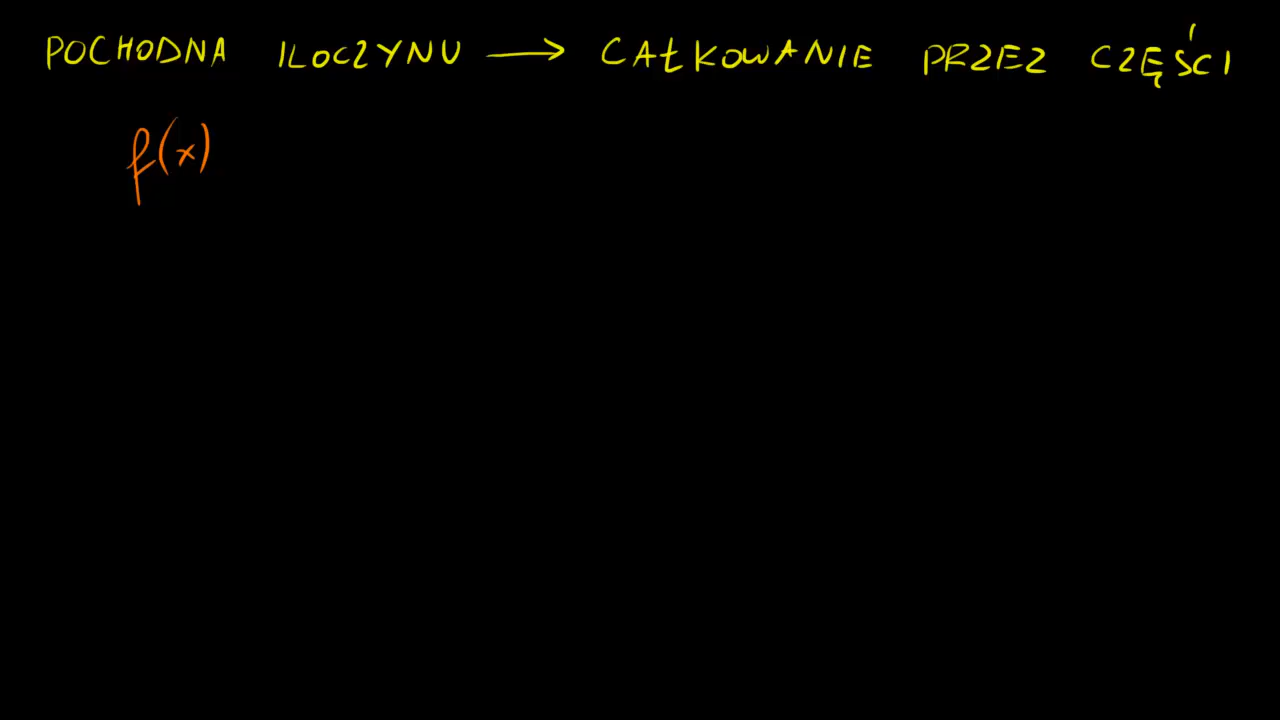 POCHODNA ILOCZYNU → CAŁKOWANIE PRZEZ CZĘŚCI
f(x)